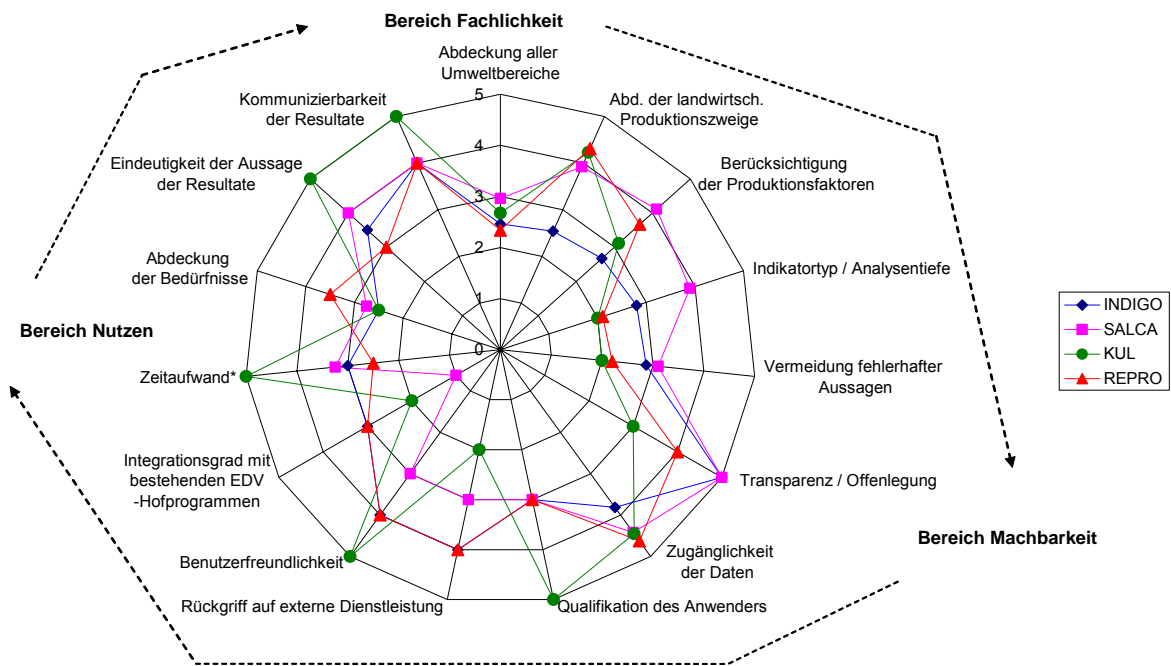 Bereich Fachlichkeit
Abdeckung aller
Umweltbereiche
Abd. der landwirtsch.
Produktionszweige
Berücksichtigung
der Produktionsfaktoren
Indikatortyp / Analysentiefe
Vermeidung fehlerhafter
Aussagen
Transparenz / Offenlegung
Bereich Machbarkeit
Zugänglichkeit
der Daten
Qualifikation des Anwenders
Rückgriff auf externe Dienstleistung
Benutzerfreundlichkeit
Integrationsgrad mit
bestehenden EDV
-Hofprogrammen
Zeitaufwand*
Bereich Nutzen
Abdeckung
der Bedürfnisse
Eindeutigkeit der Aussage
der Resultate
Kommunizierbarkeit
der Resultate
5
4
3
2
1
0
INDIGO
SALCA
KUL
REPRO